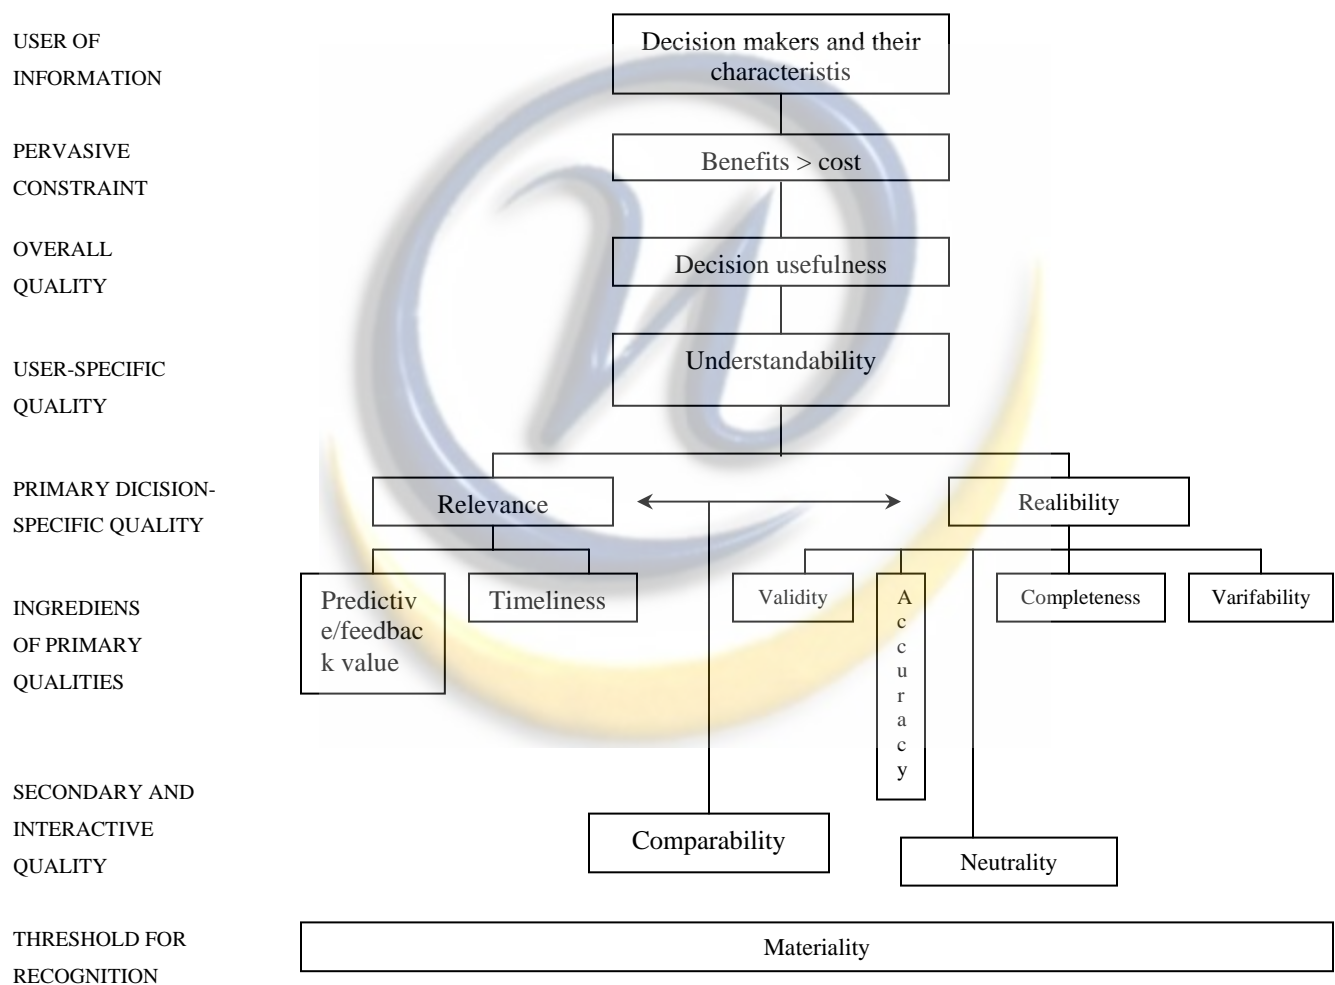 USER OF
INFORMATION
Decision makers and their
characteristis
PERVASIVE
CONSTRAINT
Benefits > cost
OVERALL
QUALITY
Decision usefulness
USER-SPECIFIC
QUALITY
Understandability
PRIMARY DICISION-
SPECIFIC QUALITY
Relevance
Realibility
INGREDIENS
OF PRIMARY
QUALITIES
Predictiv
e/feedbac
k value
Timeliness
Validity
A
c
c
u
r
a
c
y
Completeness
Varifability
SECONDARY AND
INTERACTIVE
QUALITY
Comparability
Neutrality
THRESHOLD FOR
RECOGNITION
Materiality